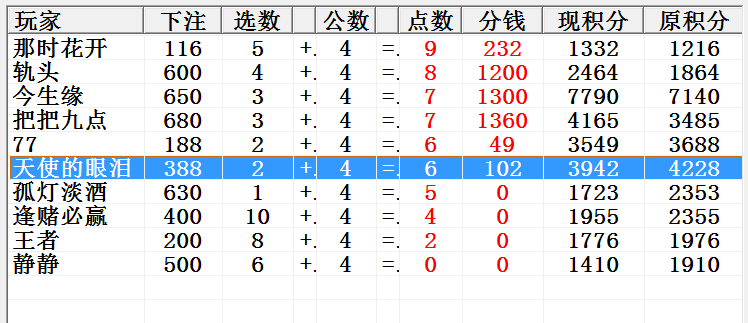 玩家 下注 选数 公数 点数 分钱 现积分 原积分
那时花开 116 5 +. 4 =. 9 232 1332 1216
轨头 600 4 +. 4 =. 8 1200 2464 1864
今生缘 650 3 +. 4 =. 7 1300 7790 7140
把把九点 680 3 +. 4 =. 7 1360 4165 3485
77 188 2 +. 4 =. 6 49 3549 3688
天使的眼泪 388 2 +. 4 =. 6 102 3942 4228
孤灯淡酒 630 1 +. 4 =. 5 0 1723 2353
逢赌必赢 400 10 +. 4 =. 4 0 1955 2355
王者 200 8 +. 4 =. 2 0 1776 1976
静静 500 6 +. 4 =. 0 0 1410 1910